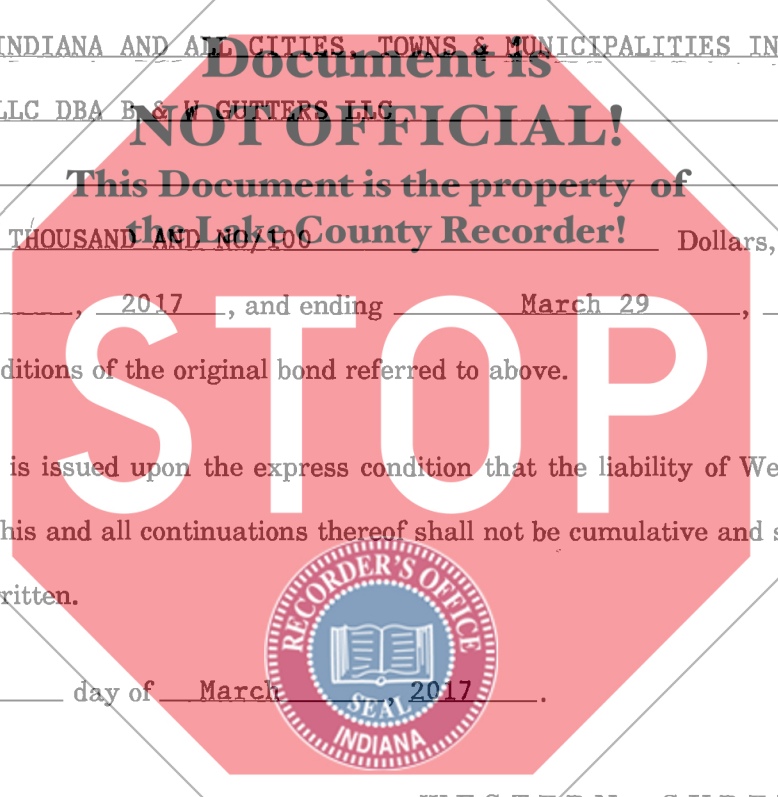 INDIANA AND ALL CITIES, TOWNS & MUNICIPALITIES IN
Document is
LLC DBA B & W GUTTERS LLC
NOT OFFICIAL!
This Document is the property of
the Lake County Recorder!
THOUSAND AND NO/100 Dollars,
, 2017 , and ending March 29 ,
STOP
ditions of the original bond referred to above.
is issued upon the express condition that the liability of We
his and all continuations thereof shall not be cumulative and s
ritten.
RECORDER'S OFFICE
day of March , 2017 .
SEAL
INDIANA
WESTERN SURE